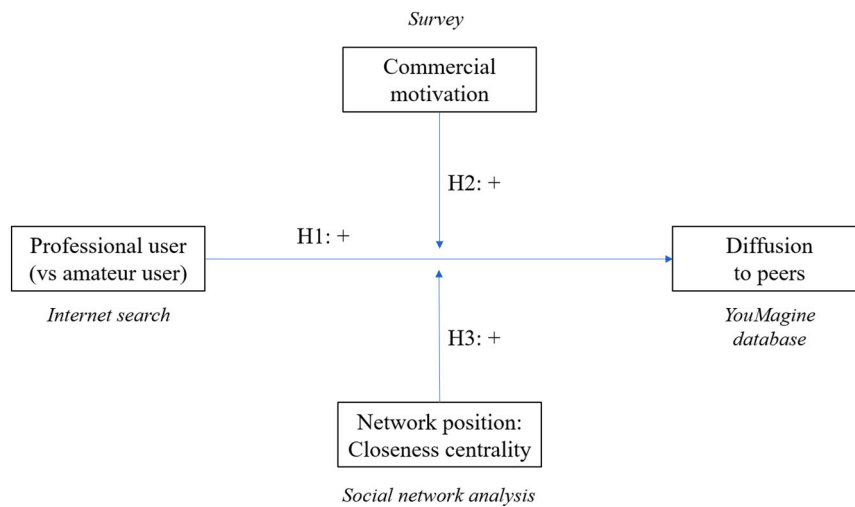 Survey
Commercial
motivation
H2: +
H1: +
Professional user
(vs amateur user)
Internet search
Diffusion
to peers
YouMagine
database
H3: +
Network position:
Closeness centrality
Social network analysis